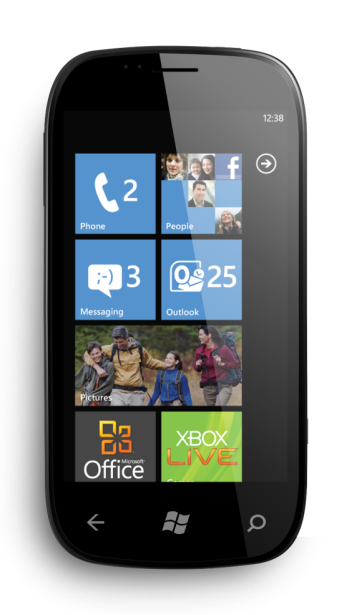 12:38
2
Phone
f
People
:-)
3
Messaging
O
25
Outlook
Pictures
Microsoft
Office
XBOX
LIVE